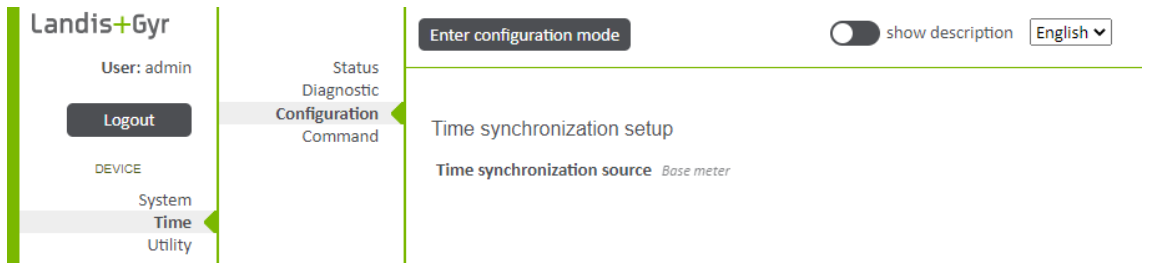 Landis+Gyr
User: admin
Logout
DEVICE
System
Time
Utility
Status
Diagnostic
Configuration
Command
Enter configuration mode
show description
English
Time synchronization setup
Time synchronization source Base meter